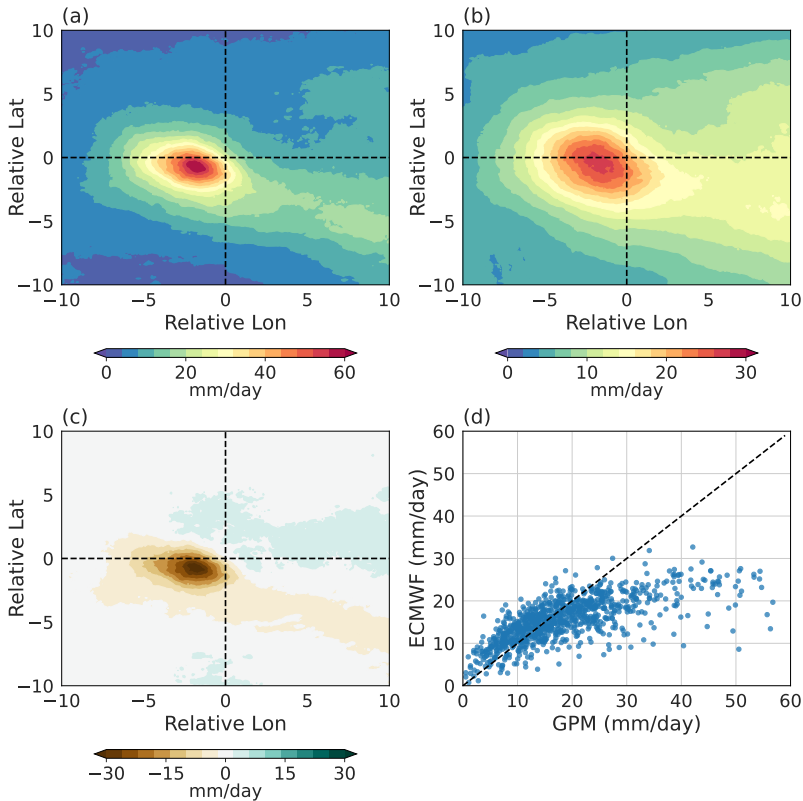 (a)
10
5
0
−5
−10
Relative Lat
−10 −5 0 5 10
Relative Lon
0 20 40 60
mm/day
(b)
10
5
0
−5
−10
Relative Lat
−10 −5 0 5 10
Relative Lon
0 10 20 30
mm/day
(c)
10
5
0
−5
−10
Relative Lat
−10 −5 0 5 10
Relative Lon
−30 −15 0 15 30
mm/day
(d)
60
50
40
30
20
10
0
ECMWF (mm/day)
0 10 20 30 40 50 60
GPM (mm/day)